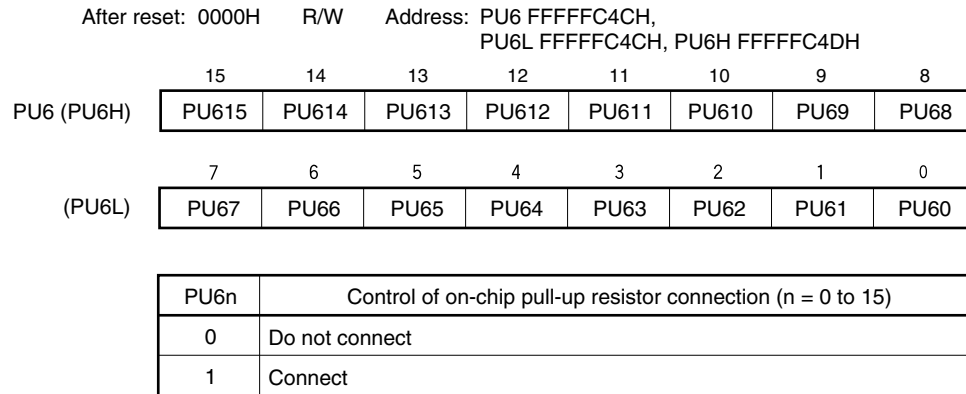 After reset: 0000H R/W Address: PU6 FFFFFC4CH,
PU6L FFFFFC4CH, PU6H FFFFFC4DH
15 14 13 12 11 10 9 8
PU6 (PU6H) PU615 PU614 PU613 PU612 PU611 PU610 PU69 PU68
7 6 5 4 3 2 1 0
(PU6L) PU67 PU66 PU65 PU64 PU63 PU62 PU61 PU60
PU6n Control of on-chip pull-up resistor connection (n = 0 to 15)
0 Do not connect
1 Connect